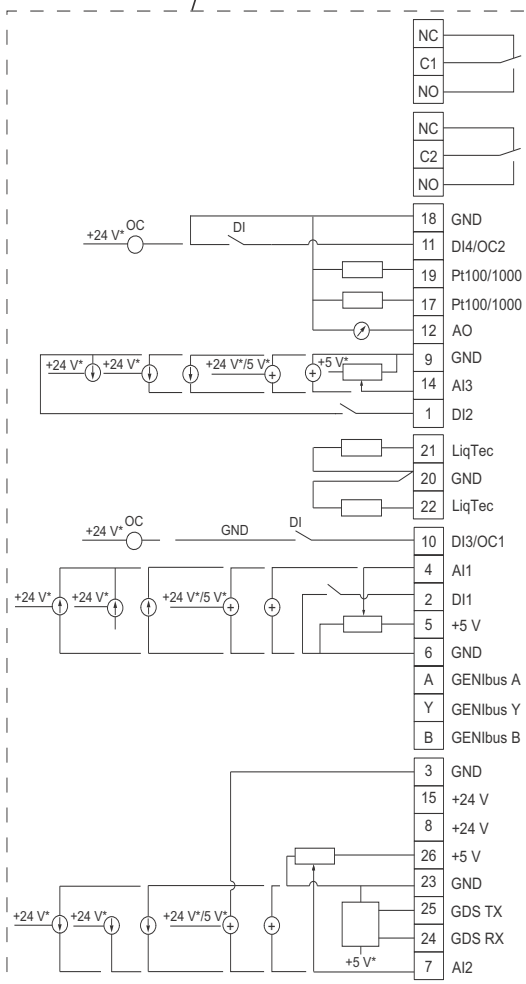 NC
C1
NO
NC
C2
NO
18 GND
+24 V* OC DI 11 DI4/OC2
19 Pt100/1000
17 Pt100/1000
12 AO
9 GND
+24 V* +24 V* +24 V*/5 V* + + +5 V*
14 AI3
1 DI2
21 LiqTec
20 GND
22 LiqTec
+24 V* OC GND DI 10 DI3/OC1
4 AI1
2 DI1
+24 V* +24 V* +24 V*/5 V* + +
5 +5 V
6 GND
A GENIbus A
Y GENIbus Y
B GENIbus B
3 GND
15 +24 V
8 +24 V
26 +5 V
23 GND
25 GDS TX
+24 V* +24 V* +24 V*/5 V* + +
24 GDS RX
+5 V*
7 AI2